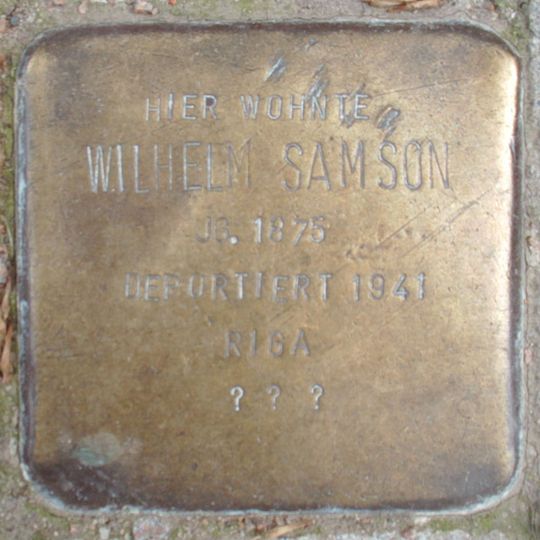 HIER WOHNTE
WILHELM SAMSON
JG. 1875
DEPORTIERT 1941
RIGA
? ? ?